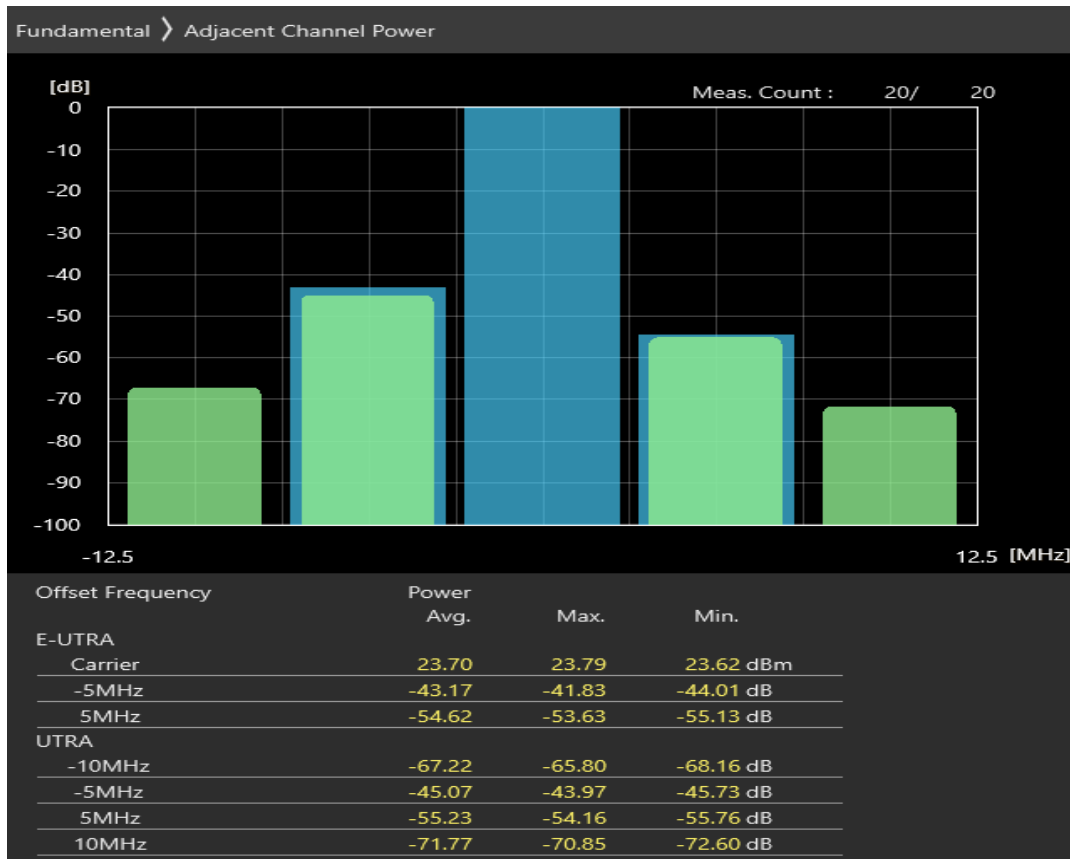 Fundamental 〉 Adjacent Channel Power
[dB]
Meas. Count : 20/ 20
0
-10
-20
-30
-40
-50
-60
-70
-80
-90
-100
-12.5 12.5 [MHz]
Offset Frequency Power
Avg. Max. Min.
E-UTRA
Carrier 23.70 23.79 23.62 dBm
-5MHz -43.17 -41.83 -44.01 dB
5MHz -54.62 -53.63 -55.13 dB
UTRA
-10MHz -67.22 -65.80 -68.16 dB
-5MHz -45.07 -43.97 -45.73 dB
5MHz -55.23 -54.16 -55.76 dB
10MHz -71.77 -70.85 -72.60 dB